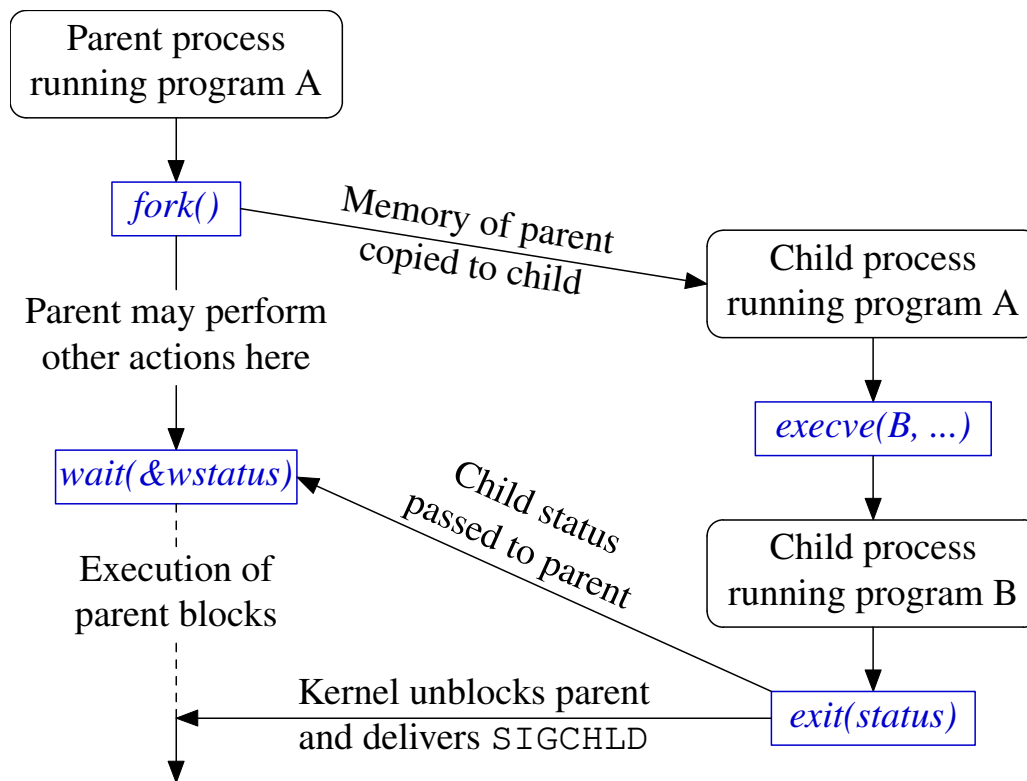 Parent process
running program A
fork()
Memory of parent
copied to child
Child process
running program A
Parent may perform
other actions here
execve(B, ...)
wait(&wstatus)
Child status
passed to parent
Child process
running program B
Execution of
parent blocks
Kernel unblocks parent
and delivers SIGCHLD
exit(status)